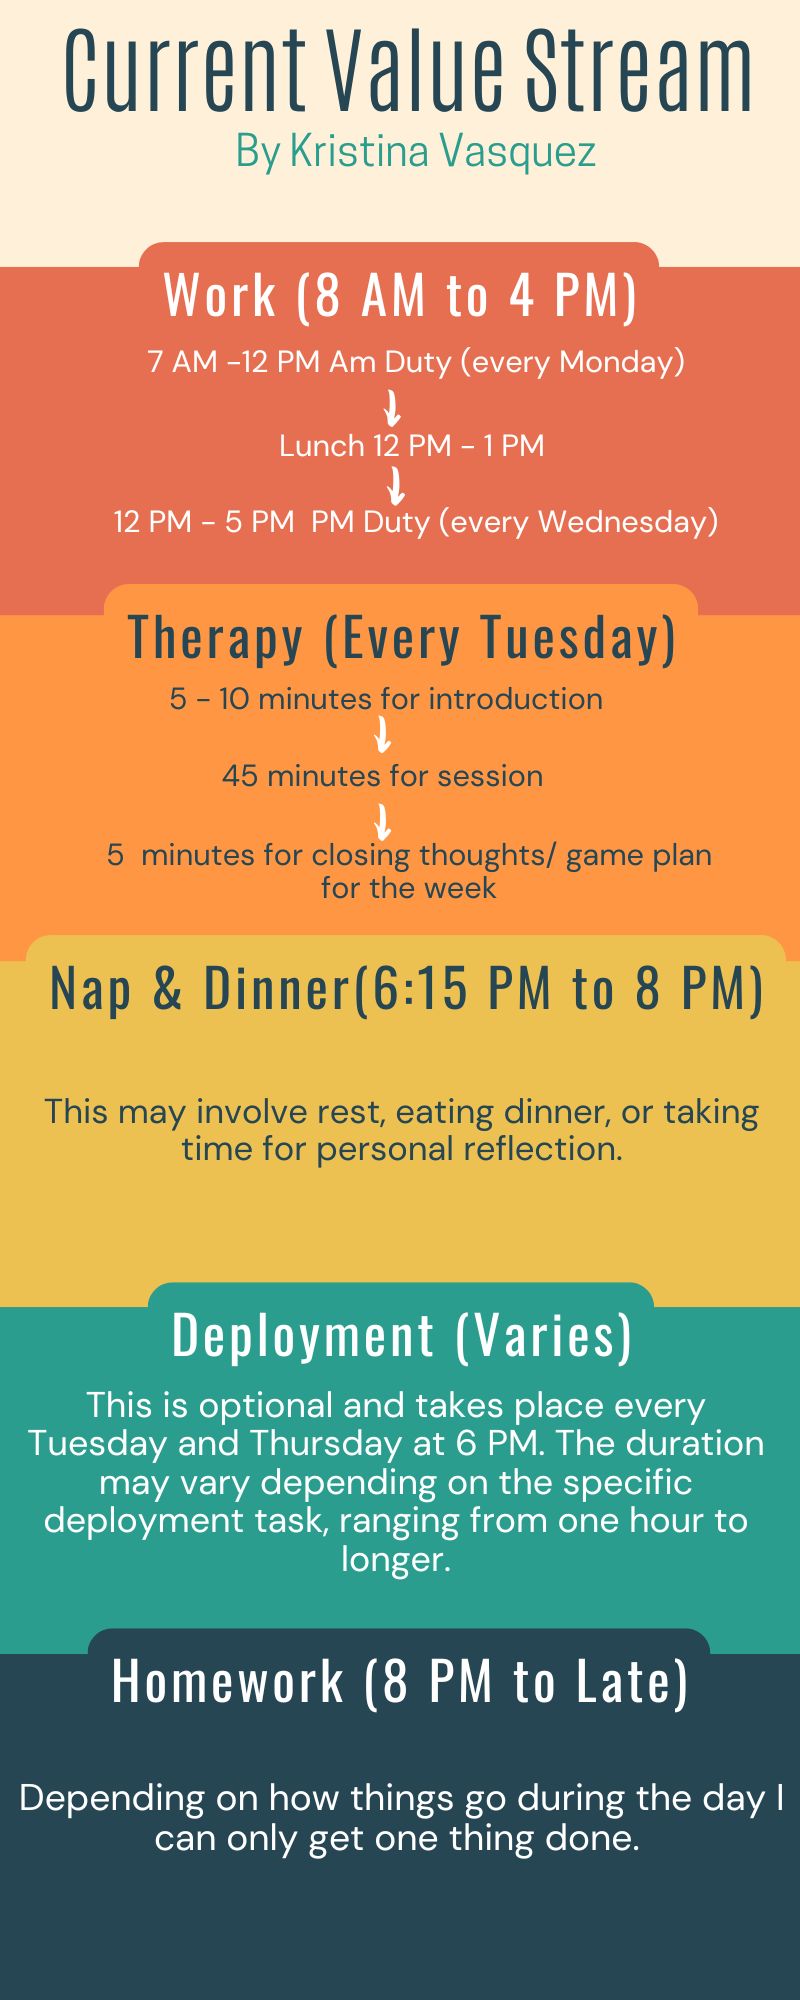 Current Value Stream
By Kristina Vasquez
Work (8 AM to 4 PM)
7 AM -12 PM Am Duty (every Monday)
Lunch 12 PM - 1 PM
12 PM - 5 PM  PM Duty (every Wednesday)
Therapy (Every Tuesday)
5 - 10 minutes for introduction
45 minutes for session
5  minutes for closing thoughts/ game plan
for the week
Nap & Dinner(6:15 PM to 8 PM)
This may involve rest, eating dinner, or taking
time for personal reflection.
Deployment (Varies)
This is optional and takes place every
Tuesday and Thursday at 6 PM. The duration
may vary depending on the specific
deployment task, ranging from one hour to
longer.
Homework (8 PM to Late)
Depending on how things go during the day I
can only get one thing done.